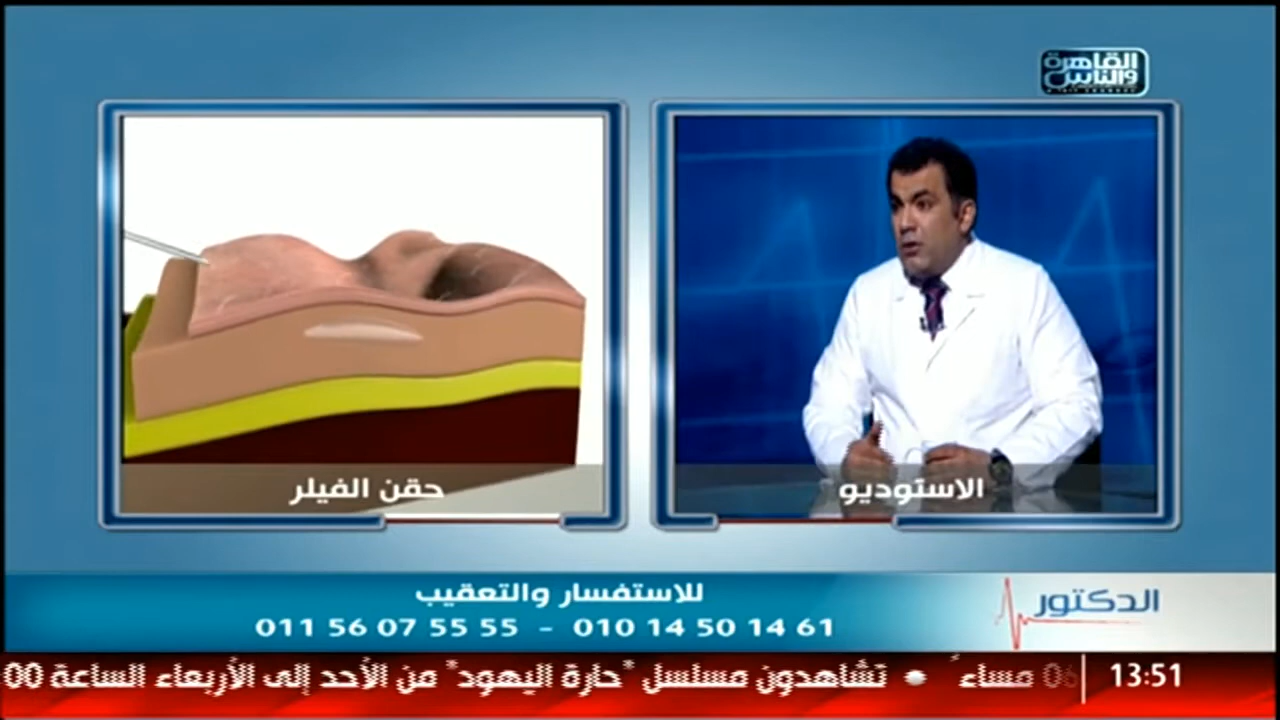 القاهرة
والناس
حقن الفيلر
الاستوديو
للاستفسار والتعقيب
011 56 07 55 55 - 010 14 50 14 61
الدكتور
13:51
06 مساءً • تشاهدون مسلسل "حارة اليهود" من الأحد إلى الأربعاء الساعة 00